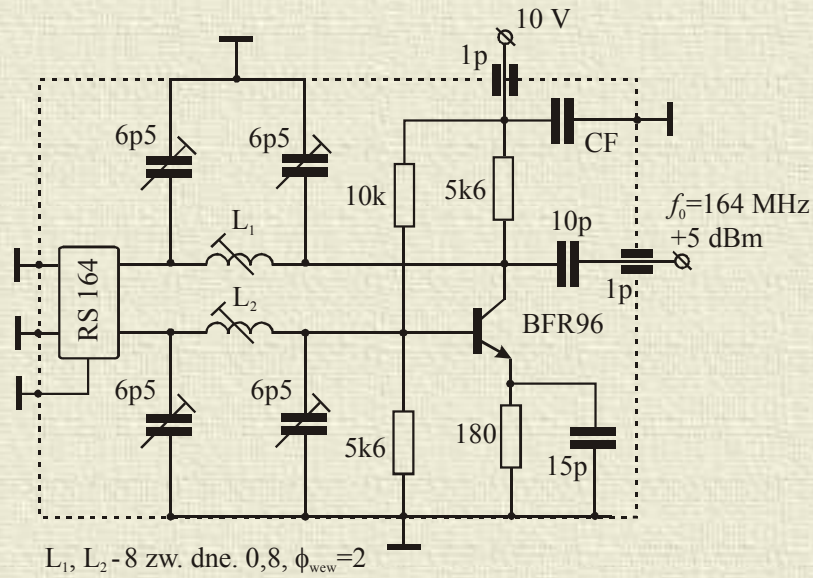 10 V
1p
6p5
6p5
CF
10k
5k6
f₀=164 MHz
+5 dBm
10p
L₁
1p
RS 164
L₂
BFR96
6p5
6p5
5k6
180
15p
L₁, L₂ - 8 zw. dne. 0,8, ϕwew=2